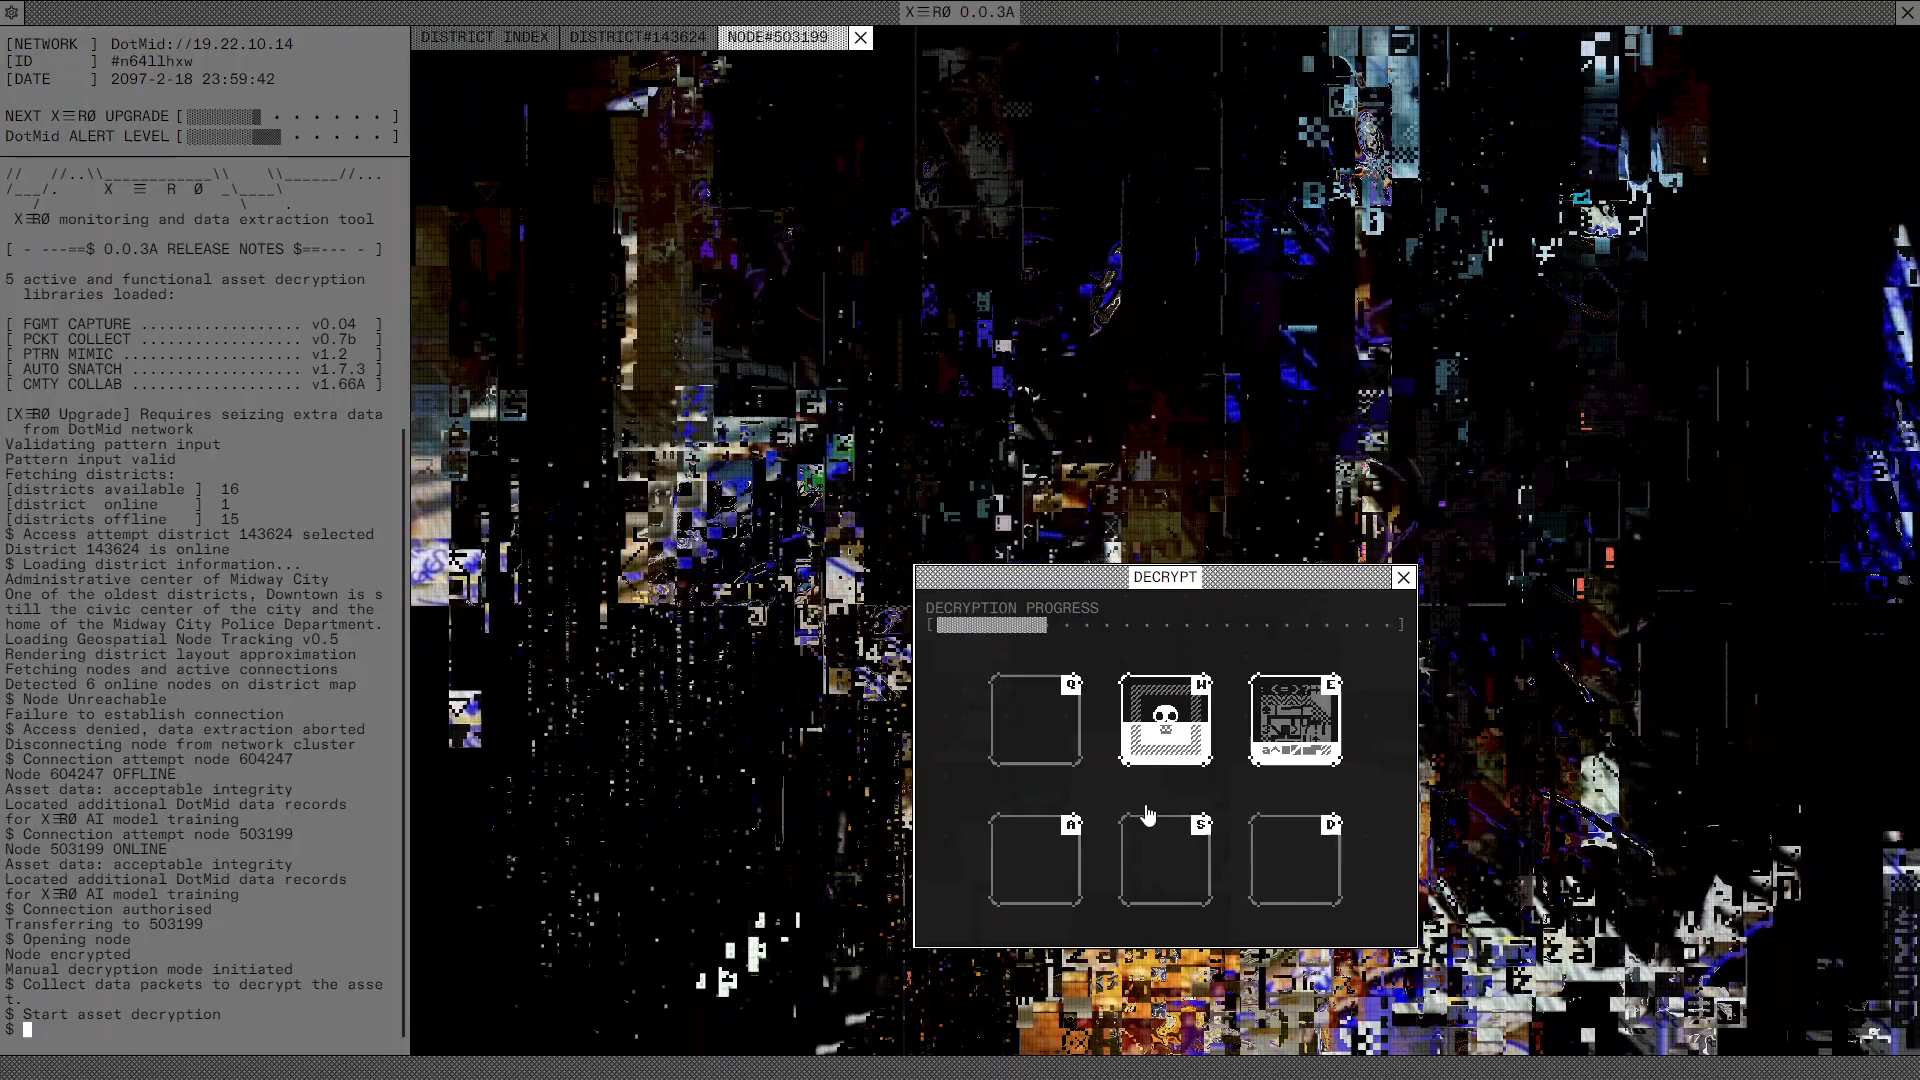 X☰RØ 0.0.3A
[NETWORK ] DotMid://19.22.10.14
[ID ] #n64llhxw
[DATE ] 2097-2-18 23:59:42
NEXT X☰RØ UPGRADE [ ······ ]
DotMid ALERT LEVEL [ ····· ]
// //..\\____________\\ \\______//...
/___/. X ☰ R Ø _\____\
/ \ .
X☰RØ monitoring and data extraction tool
[ - ---==$ 0.0.3A RELEASE NOTES $==--- - ]
5 active and functional asset decryption
libraries loaded:
[ FGMT CAPTURE .................. v0.04 ]
[ PCKT COLLECT .................. v0.7b ]
[ PTRN MIMIC .................... v1.2 ]
[ AUTO SNATCH ................... v1.7.3 ]
[ CMTY COLLAB ................... v1.66A ]
[X☰RØ Upgrade] Requires seizing extra data
from DotMid network
Validating pattern input
Pattern input valid
Fetching districts:
[districts available ] 16
[district online ] 1
[districts offline ] 15
$ Access attempt district 143624 selected
District 143624 is online
$ Loading district information...
Administrative center of Midway City
One of the oldest districts, Downtown is s
till the civic center of the city and the
home of the Midway City Police Department.
Loading Geospatial Node Tracking v0.5
Rendering district layout approximation
Fetching nodes and active connections
Detected 6 online nodes on district map
$ Node Unreachable
Failure to establish connection
$ Access denied, data extraction aborted
Disconnecting node from network cluster
$ Connection attempt node 604247
Node 604247 OFFLINE
Asset data: acceptable integrity
Located additional DotMid data records
for X☰RØ AI model training
$ Connection attempt node 503199
Node 503199 ONLINE
Asset data: acceptable integrity
Located additional DotMid data records
for X☰RØ AI model training
$ Connection authorised
Transferring to 503199
$ Opening node
Node encrypted
Manual decryption mode initiated
$ Collect data packets to decrypt the asse
t.
$ Start asset decryption
$
DISTRICT INDEX DISTRICT#143624 NODE#503199
DECRYPT
DECRYPTION PROGRESS
Q W E
A S D